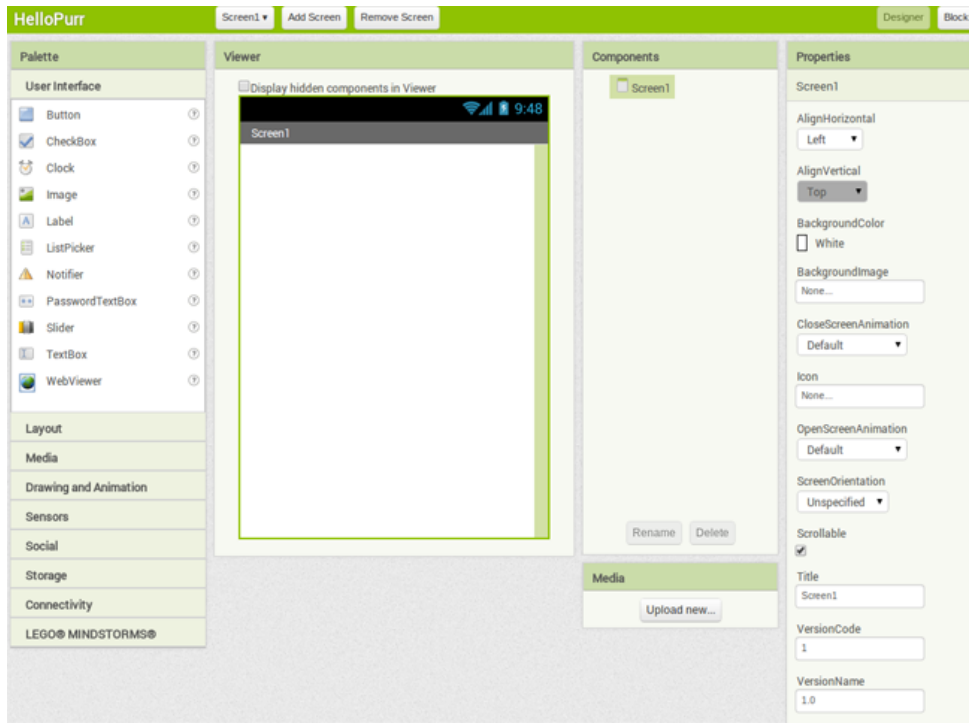 HelloPurr
Screen1 ▾
Add Screen
Remove Screen
Designer
Block
Palette
User Interface
Button
CheckBox
Clock
Image
Label
ListPicker
Notifier
PasswordTextBox
Slider
TextBox
WebViewer
Layout
Media
Drawing and Animation
Sensors
Social
Storage
Connectivity
LEGO® MINDSTORMS®
Viewer
Display hidden components in Viewer
9:48
Screen1
Components
Screen1
Rename
Delete
Media
Upload new...
Properties
Screen1
AlignHorizontal
Left
AlignVertical
Top
BackgroundColor
White
BackgroundImage
None...
CloseScreenAnimation
Default
Icon
None...
OpenScreenAnimation
Default
ScreenOrientation
Unspecified
Scrollable
Title
Screen1
VersionCode
1
VersionName
1.0